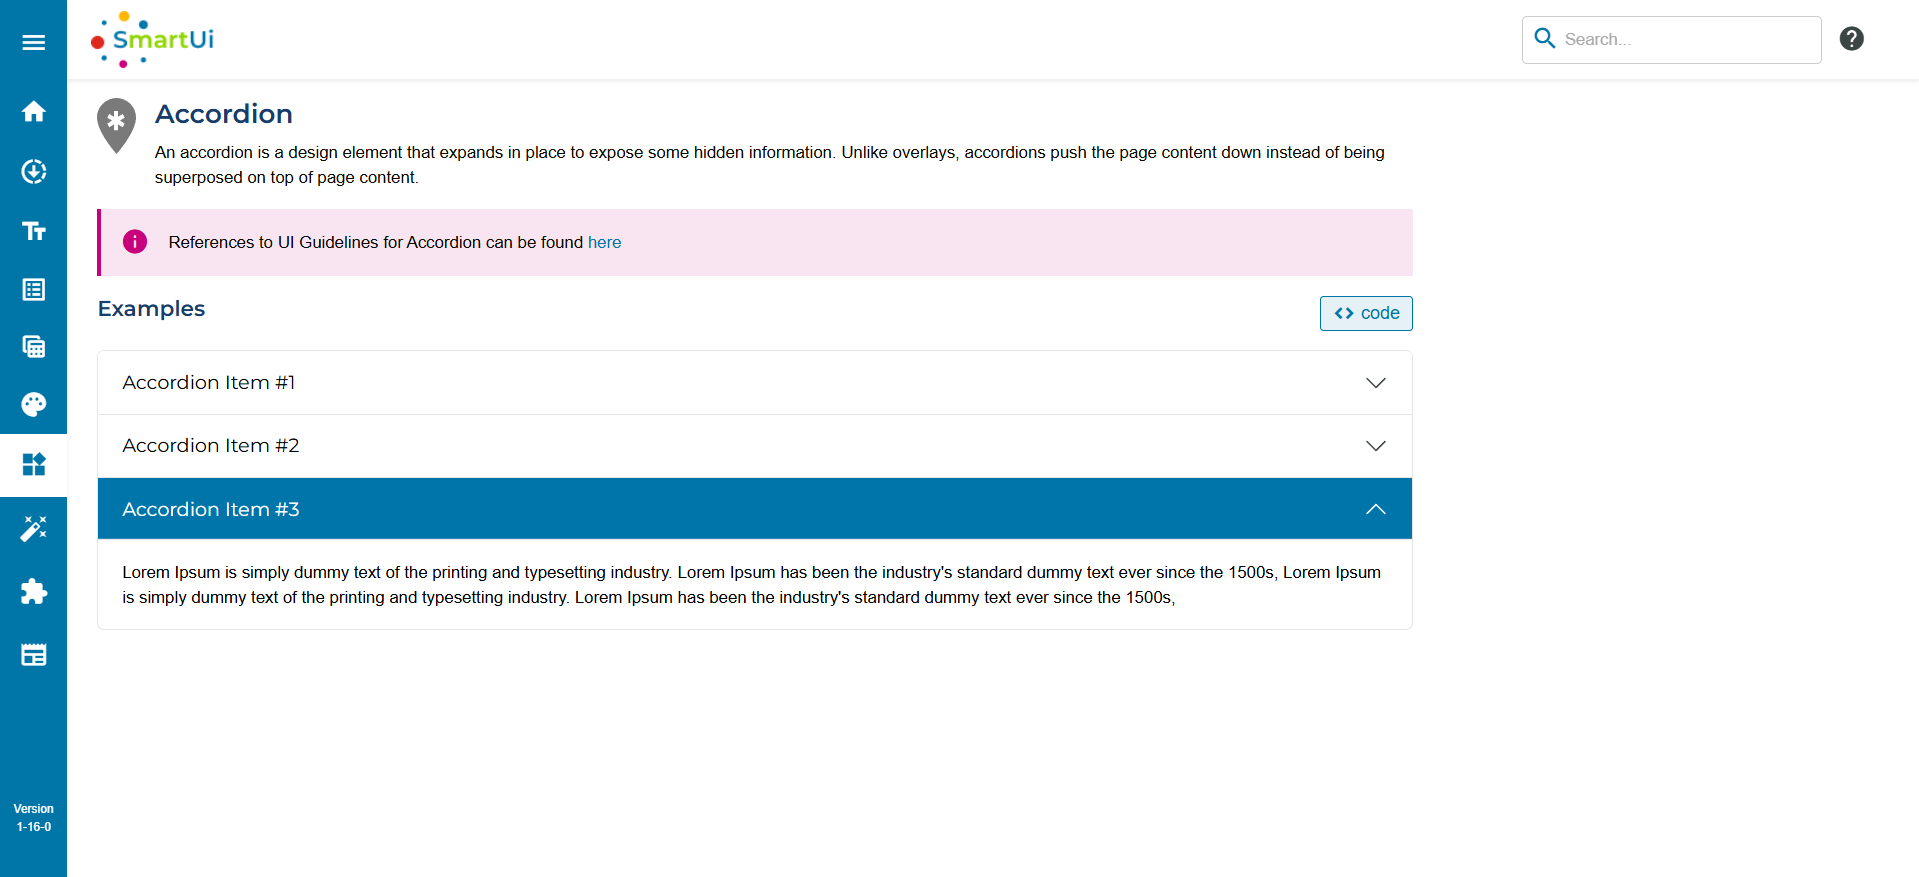 SmartUi
Search...
Accordion
An accordion is a design element that expands in place to expose some hidden information. Unlike overlays, accordions push the page content down instead of being
superposed on top of page content.
References to UI Guidelines for Accordion can be found here
Examples
<> code
Accordion Item #1
Accordion Item #2
Accordion Item #3
Lorem Ipsum is simply dummy text of the printing and typesetting industry. Lorem Ipsum has been the industry's standard dummy text ever since the 1500s, Lorem Ipsum
is simply dummy text of the printing and typesetting industry. Lorem Ipsum has been the industry's standard dummy text ever since the 1500s,
Version
1-16-0